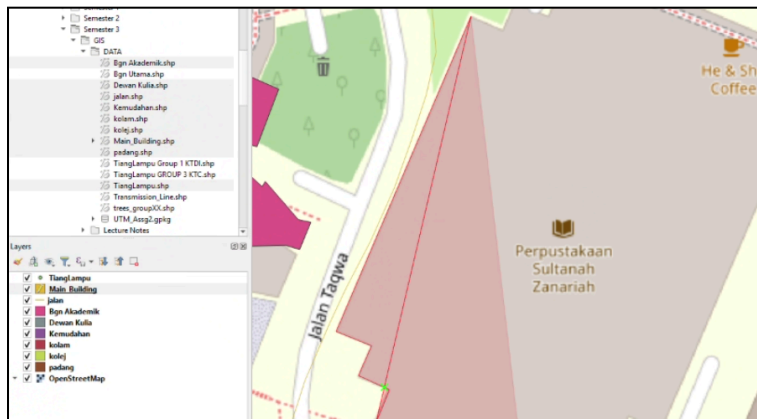 Semester 2
Semester 3
GIS
DATA
Bgn Akademik.shp
Bgn Utama.shp
Dewan Kulia.shp
jalan.shp
Kemudahan.shp
kolam.shp
kolej.shp
Main_Building.shp
padang.shp
TiangLampu Group 1 KTDI.shp
TiangLampu GROUP 3 KTC.shp
TiangLampu.shp
Transmission_Line.shp
trees_groupXX.shp
UTM_Assg2.gpkg
Lecture Notes
Layers
TiangLampu
Main_Building
jalan
Bgn Akademik
Dewan Kulia
Kemudahan
kolam
kolej
padang
OpenStreetMap
Jalan Taqwa
He & Sh
Coffee
Perpustakaan
Sultanah
Zanariah